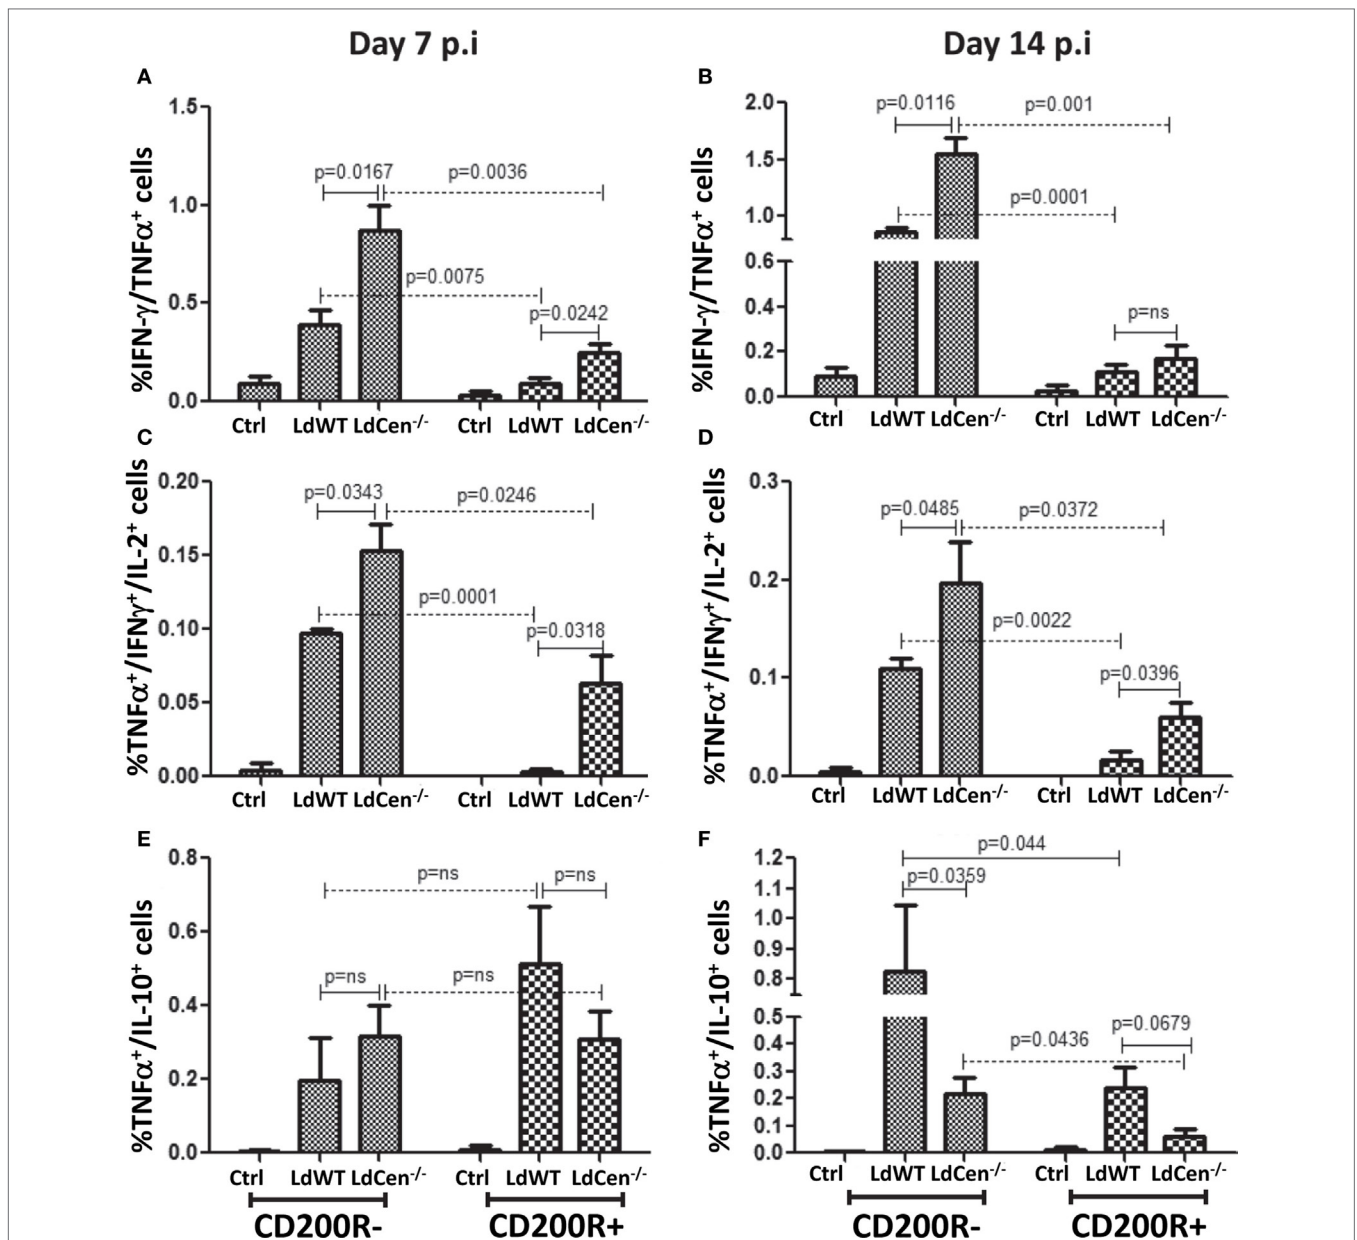 Day 7 p.i
Day 14 p.i
A
%IFN-γ/TNFα⁺ cells
1.5
1.0
0.5
0.0
p=0.0167
p=0.0036
p=0.0075
p=0.0242
Ctrl LdWT LdCen⁻/⁻ Ctrl LdWT LdCen⁻/⁻
B
%IFN-γ/TNFα⁺ cells
2.0
1.5
1.0
0.6
0.4
0.2
0.0
p=0.0116
p=0.001
p=0.0001
p=ns
Ctrl LdWT LdCen⁻/⁻ Ctrl LdWT LdCen⁻/⁻
C
%TNFα⁺/IFNγ⁺/IL-2⁺ cells
0.20
0.15
0.10
0.05
0.00
p=0.0343
p=0.0246
p=0.0001
p=0.0318
Ctrl LdWT LdCen⁻/⁻ Ctrl LdWT LdCen⁻/⁻
D
%TNFα⁺/IFNγ⁺/IL-2⁺ cells
0.3
0.2
0.1
0.0
p=0.0485
p=0.0372
p=0.0022
p=0.0396
Ctrl LdWT LdCen⁻/⁻ Ctrl LdWT LdCen⁻/⁻
E
%TNFα⁺/IL-10⁺ cells
0.8
0.6
0.4
0.2
0.0
p=ns
p=ns
p=ns
p=ns
Ctrl LdWT LdCen⁻/⁻ Ctrl LdWT LdCen⁻/⁻
CD200R- CD200R+
F
%TNFα⁺/IL-10⁺ cells
1.2
1.1
1.0
0.9
0.8
0.5
0.4
0.3
0.2
0.1
0.0
p=0.044
p=0.0359
p=0.0436
p=0.0679
Ctrl LdWT LdCen⁻/⁻ Ctrl LdWT LdCen⁻/⁻
CD200R- CD200R+